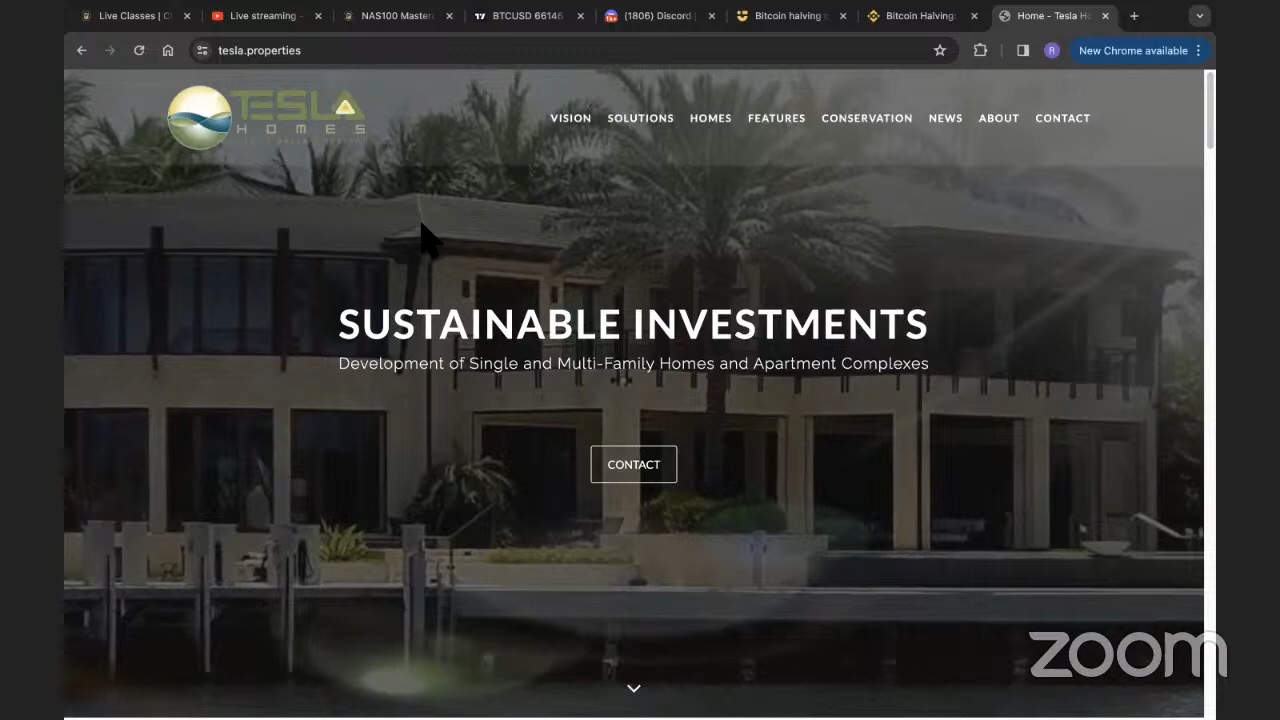 Live Classes | C
Live streaming -
NAS100 Master
BTCUSD 66146
(1806) Discord |
Bitcoin halving
Bitcoin Halving:
Home - Tesla H
tesla.properties
New Chrome available
TESLA
HOMES
VISION
SOLUTIONS
HOMES
FEATURES
CONSERVATION
NEWS
ABOUT
CONTACT
SUSTAINABLE INVESTMENTS
Development of Single and Multi-Family Homes and Apartment Complexes
CONTACT
zoom